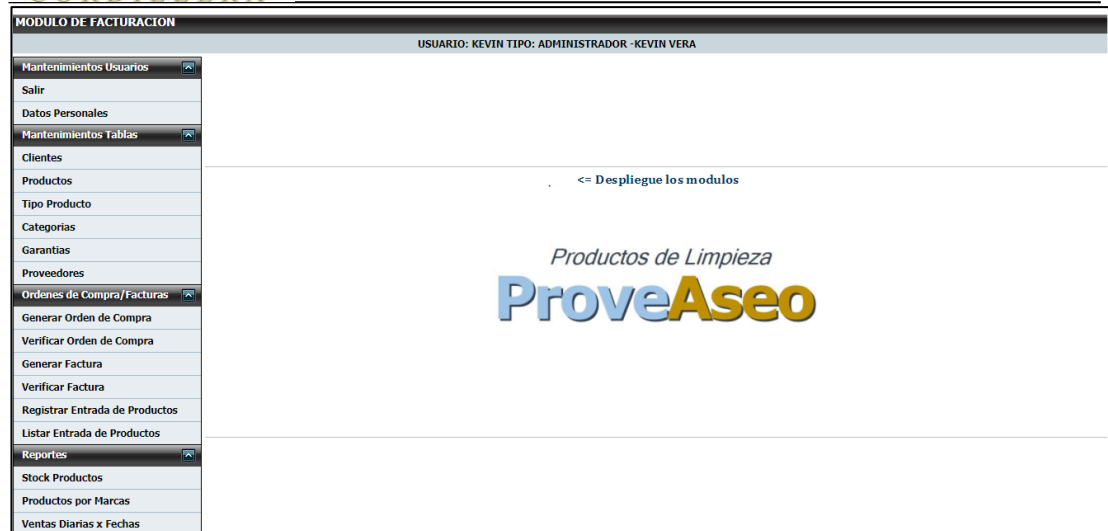 MODULO DE FACTURACION
USUARIO: KEVIN TIPO: ADMINISTRADOR -KEVIN VERA
Mantenimientos Usuarios
Salir
Datos Personales
Mantenimientos Tablas
Clientes
Productos
Tipo Producto
Categorias
Garantias
Proveedores
Ordenes de Compra/Facturas
Generar Orden de Compra
Verificar Orden de Compra
Generar Factura
Verificar Factura
Registrar Entrada de Productos
Listar Entrada de Productos
Reportes
Stock Productos
Productos por Marcas
Ventas Diarias x Fechas
. <= Despliegue los modulos
Productos de Limpieza
ProveAseo